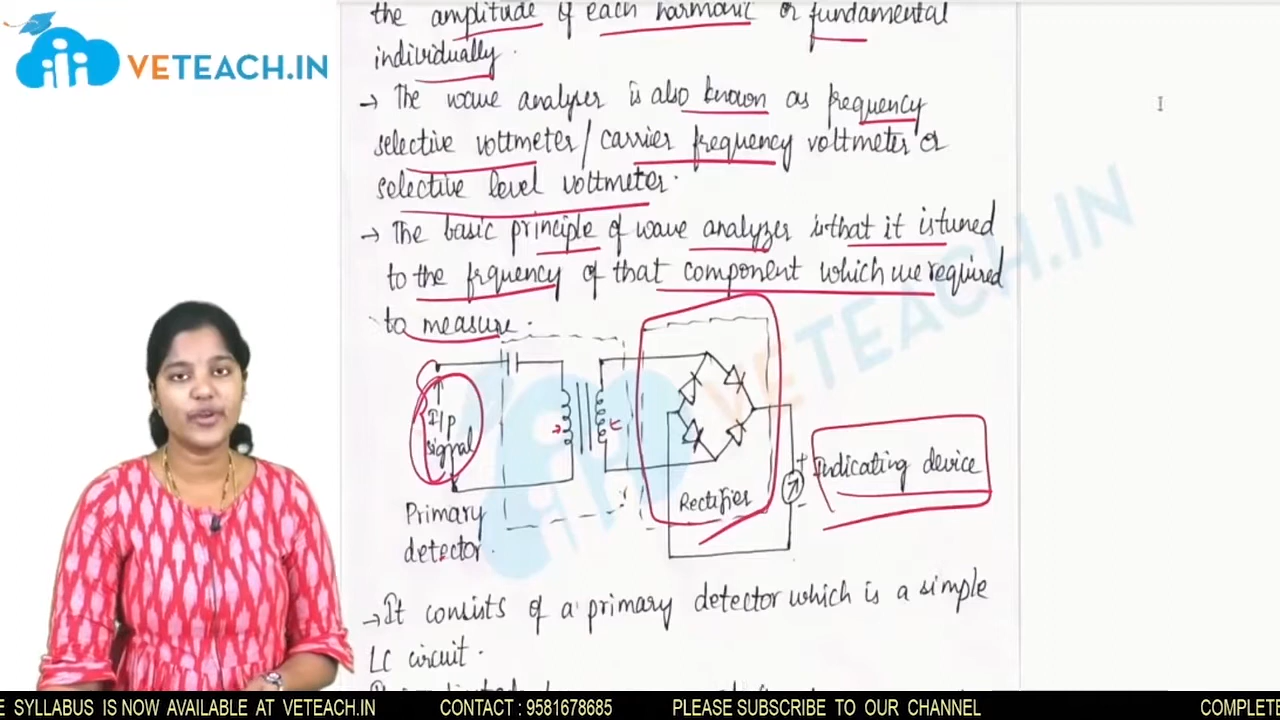 VETEACH.IN
the amplitude of each harmonic or fundamental
individually.
→ The wave analyser is also known as frequency
selective voltmeter/ carrier frequency voltmeter or
selective level voltmeter.
→ The basic principle of wave analyzer is that it is tuned
to the frquency of that component which we required
to measure.
I/p
signal
Primary
detector.
Rectifier
+
-
Indicating device
→ It consists of a primary detector which is a simple
LC circuit.
VETEACH.IN
E SYLLABUS IS NOW AVAILABLE AT VETEACH.IN CONTACT : 9581678685 PLEASE SUBSCRIBE TO OUR CHANNEL COMPLETE